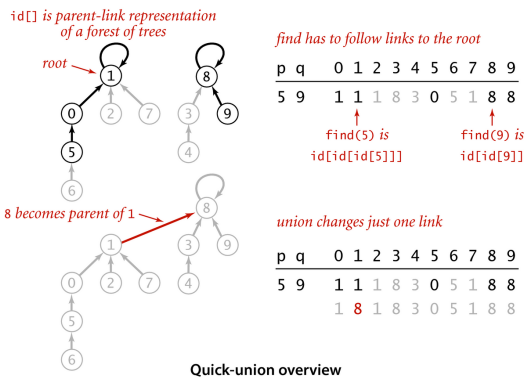 id[] is parent-link representation
of a forest of trees
root
1
8
0
2
7
3
9
5
4
6
find has to follow links to the root
p q 0 1 2 3 4 5 6 7 8 9
5 9 1 1 1 8 3 0 5 1 8 8
find(5) is
id[id[id[5]]]
find(9) is
id[id[9]]
8 becomes parent of 1
8
1
3
9
0
2
7
4
5
6
union changes just one link
p q 0 1 2 3 4 5 6 7 8 9
5 9 1 1 1 8 3 0 5 1 8 8
1 8 1 8 3 0 5 1 8 8
Quick-union overview